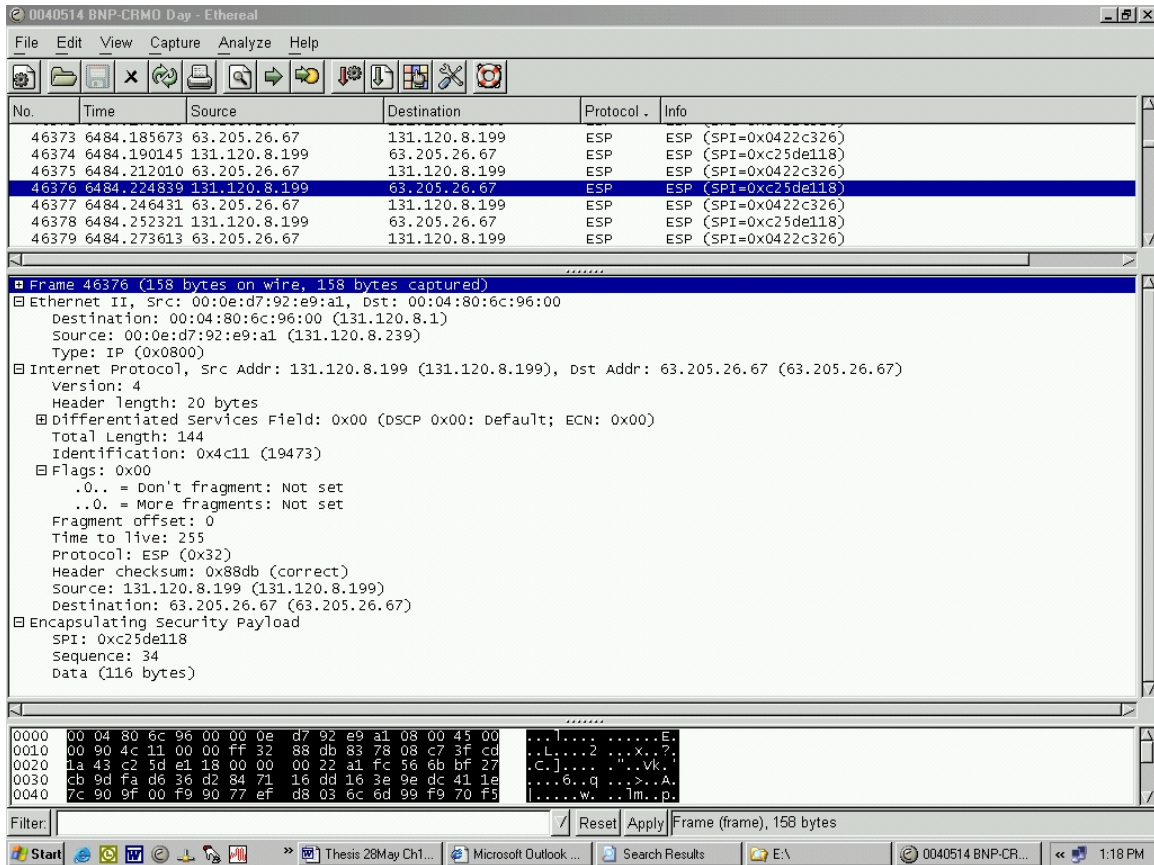 0040514 BNP-CRMO Day - Ethereal
File Edit View Capture Analyze Help
No. Time Source Destination Protocol . Info
46373 6484.185673 63.205.26.67 131.120.8.199 ESP ESP (SPI=0x0422c326)
46374 6484.190145 131.120.8.199 63.205.26.67 ESP ESP (SPI=0xc25de118)
46375 6484.212010 63.205.26.67 131.120.8.199 ESP ESP (SPI=0x0422c326)
46376 6484.224839 131.120.8.199 63.205.26.67 ESP ESP (SPI=0xc25de118)
46377 6484.246431 63.205.26.67 131.120.8.199 ESP ESP (SPI=0x0422c326)
46378 6484.252321 131.120.8.199 63.205.26.67 ESP ESP (SPI=0xc25de118)
46379 6484.273613 63.205.26.67 131.120.8.199 ESP ESP (SPI=0x0422c326)
Frame 46376 (158 bytes on wire, 158 bytes captured)
Ethernet II, Src: 00:0e:d7:92:e9:a1, Dst: 00:04:80:6c:96:00
Destination: 00:04:80:6c:96:00 (131.120.8.1)
Source: 00:0e:d7:92:e9:a1 (131.120.8.239)
Type: IP (0x0800)
Internet Protocol, Src Addr: 131.120.8.199 (131.120.8.199), Dst Addr: 63.205.26.67 (63.205.26.67)
Version: 4
Header length: 20 bytes
Differentiated Services Field: 0x00 (DSCP 0x00: Default; ECN: 0x00)
Total Length: 144
Identification: 0x4c11 (19473)
Flags: 0x00
.0.. = Don't fragment: Not set
..0. = More fragments: Not set
Fragment offset: 0
Time to live: 255
Protocol: ESP (0x32)
Header checksum: 0x88db (correct)
Source: 131.120.8.199 (131.120.8.199)
Destination: 63.205.26.67 (63.205.26.67)
Encapsulating Security Payload
SPI: 0xc25de118
Sequence: 34
Data (116 bytes)
0000 00 04 80 6c 96 00 00 0e d7 92 e9 a1 08 00 45 00 ...l.... ......E.
0010 00 90 4c 11 00 00 ff 32 88 db 83 78 08 c7 3f cd ..L....2 ...x..?.
0020 1a 43 c2 5d e1 18 00 00 00 22 a1 fc 56 6b bf 27 .C.].... ."..Vk.'
0030 cb 9d fa d6 36 d2 84 71 16 dd 16 3e 9e dc 41 1e ....6..q ...>..A.
0040 7c 90 9f 00 f9 90 77 ef d8 03 6c 6d 99 f9 70 f5 |.....w. ..lm..p.
Filter: Reset Apply Frame (frame), 158 bytes
Start » Thesis 28May Ch1... Microsoft Outlook ... Search Results E:\ 0040514 BNP-CR... « 1:18 PM